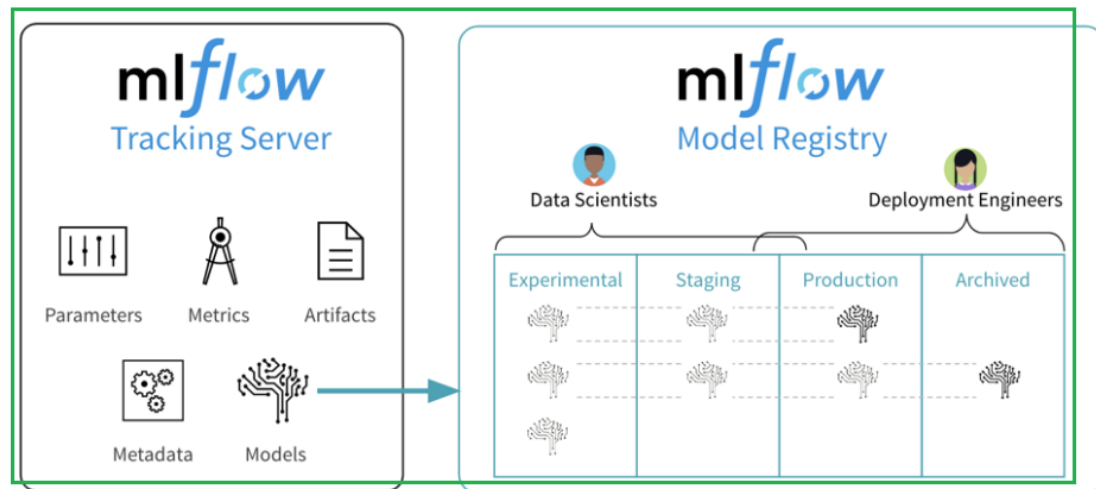 mlflow
Tracking Server
Parameters
Metrics
Artifacts
Metadata
Models
mlflow
Model Registry
Data Scientists
Deployment Engineers
Experimental
Staging
Production
Archived